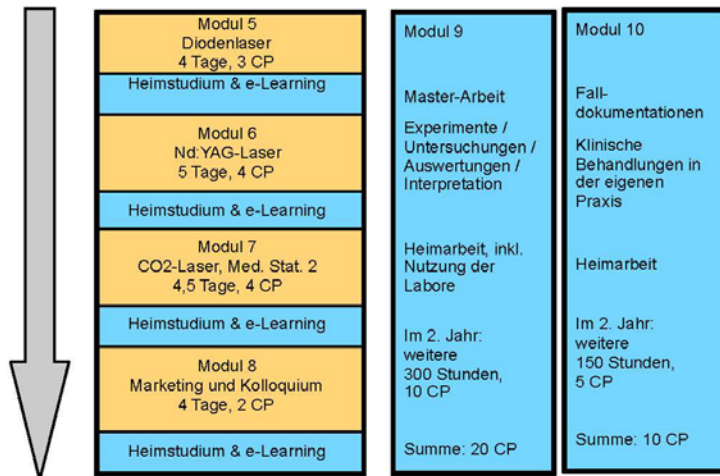 Modul 5
Diodenlaser
4 Tage, 3 CP
Heimstudium & e-Learning
Modul 6
Nd:YAG-Laser
5 Tage, 4 CP
Heimstudium & e-Learning
Modul 7
CO2-Laser, Med. Stat. 2
4,5 Tage, 4 CP
Heimstudium & e-Learning
Modul 8
Marketing und Kolloquium
4 Tage, 2 CP
Heimstudium & e-Learning
Modul 9
Master-Arbeit
Experimente /
Untersuchungen /
Auswertungen /
Interpretation
Heimarbeit, inkl.
Nutzung der
Labore
Im 2. Jahr:
weitere
300 Stunden,
10 CP
Summe: 20 CP
Modul 10
Fall-
dokumentationen
Klinische
Behandlungen in
der eigenen
Praxis
Heimarbeit
Im 2. Jahr:
weitere
150 Stunden,
5 CP
Summe: 10 CP